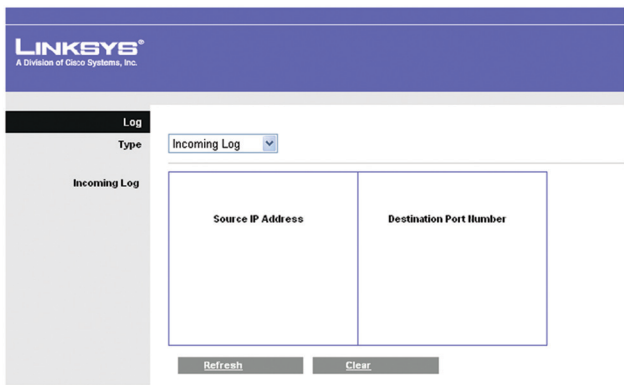 LINKSYS®
A Division of Cisco Systems, Inc.
Log
Type
Incoming Log
Incoming Log
Source IP Address
Destination Port Number
Refresh
Clear